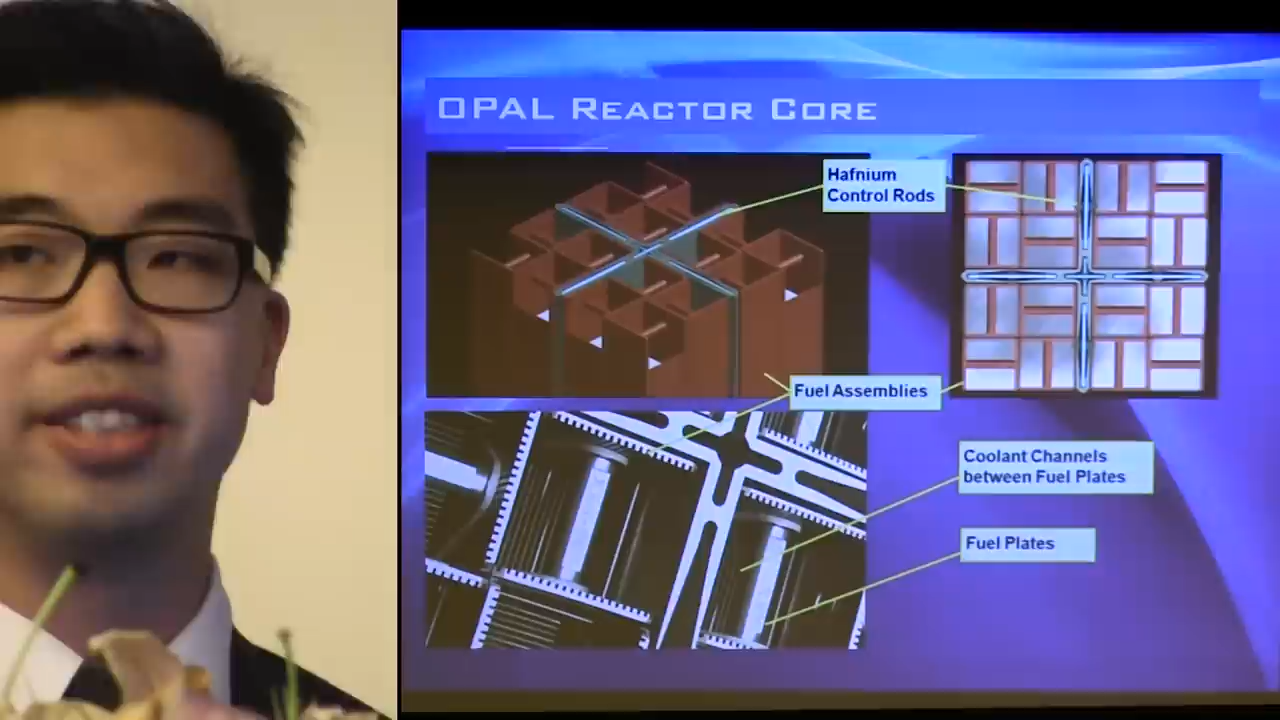 OPAL REACTOR CORE
Hafnium
Control Rods
Fuel Assemblies
Coolant Channels
between Fuel Plates
Fuel Plates